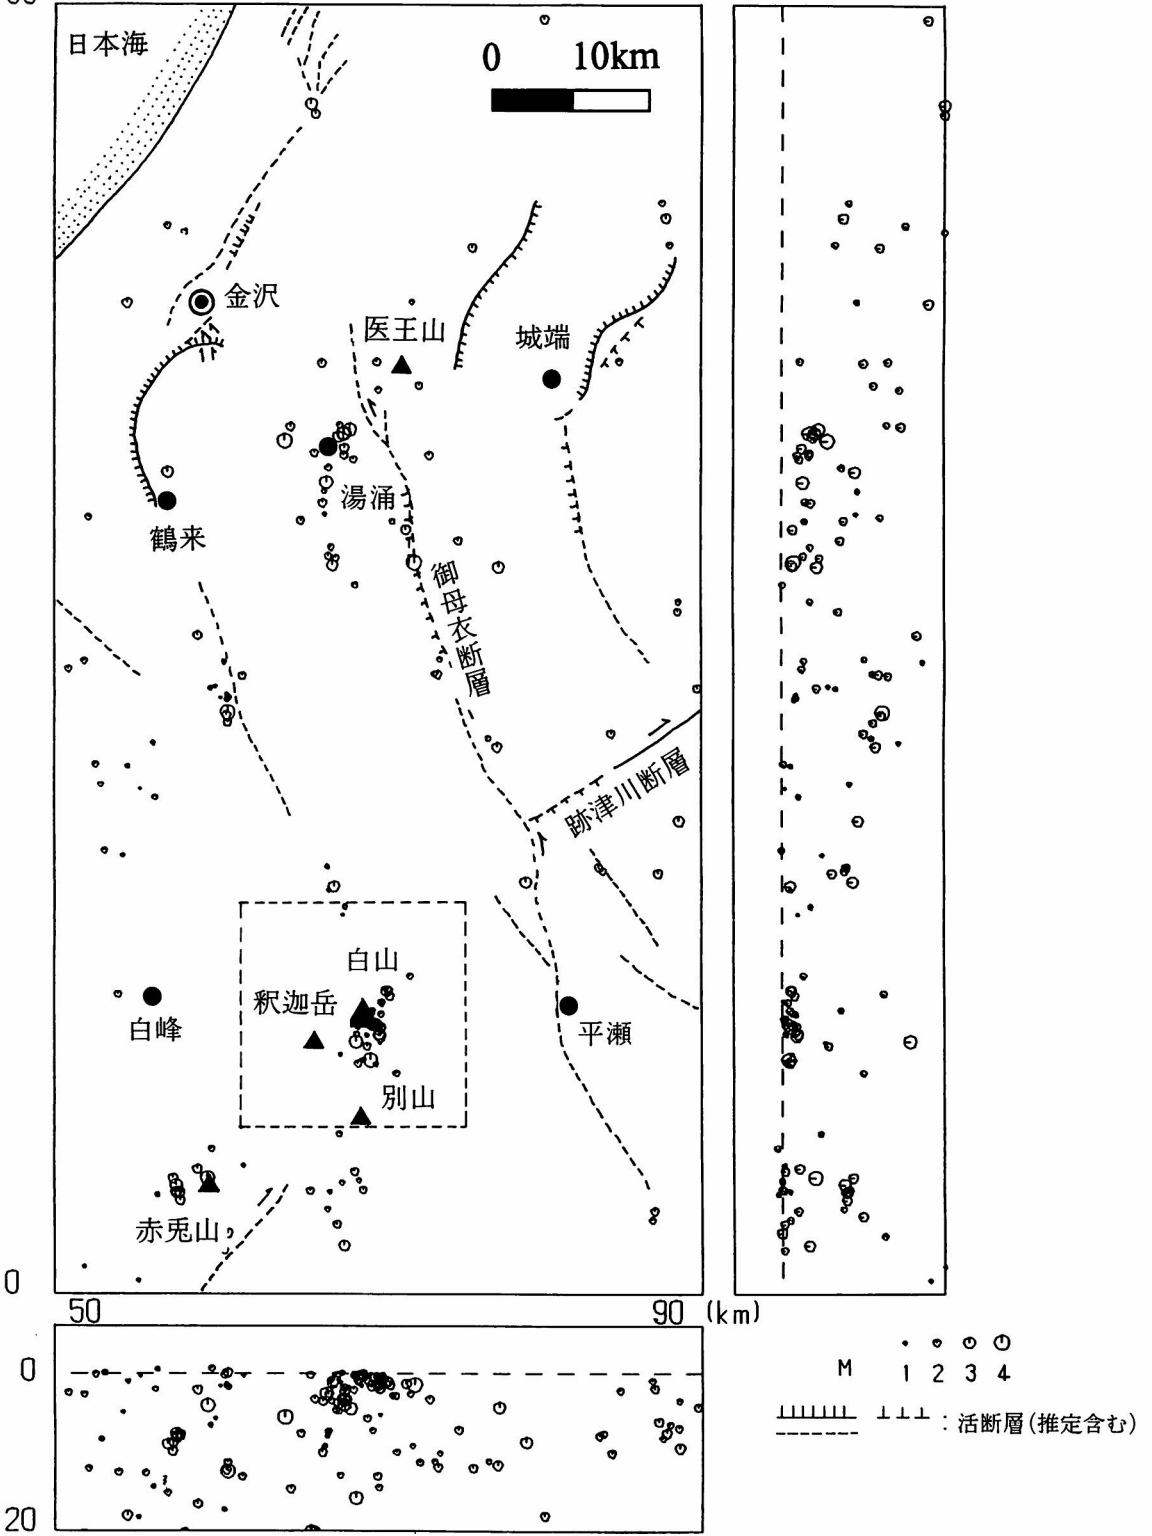 日本海
0 10km
金沢
医王山
城端
湯涌
鶴来
御母衣断層
跡津川断層
白山
釈迦岳
白峰
平瀬
別山
赤兎山
0
50 90 (km)
0
M 1 2 3 4
：活断層(推定含む)
20